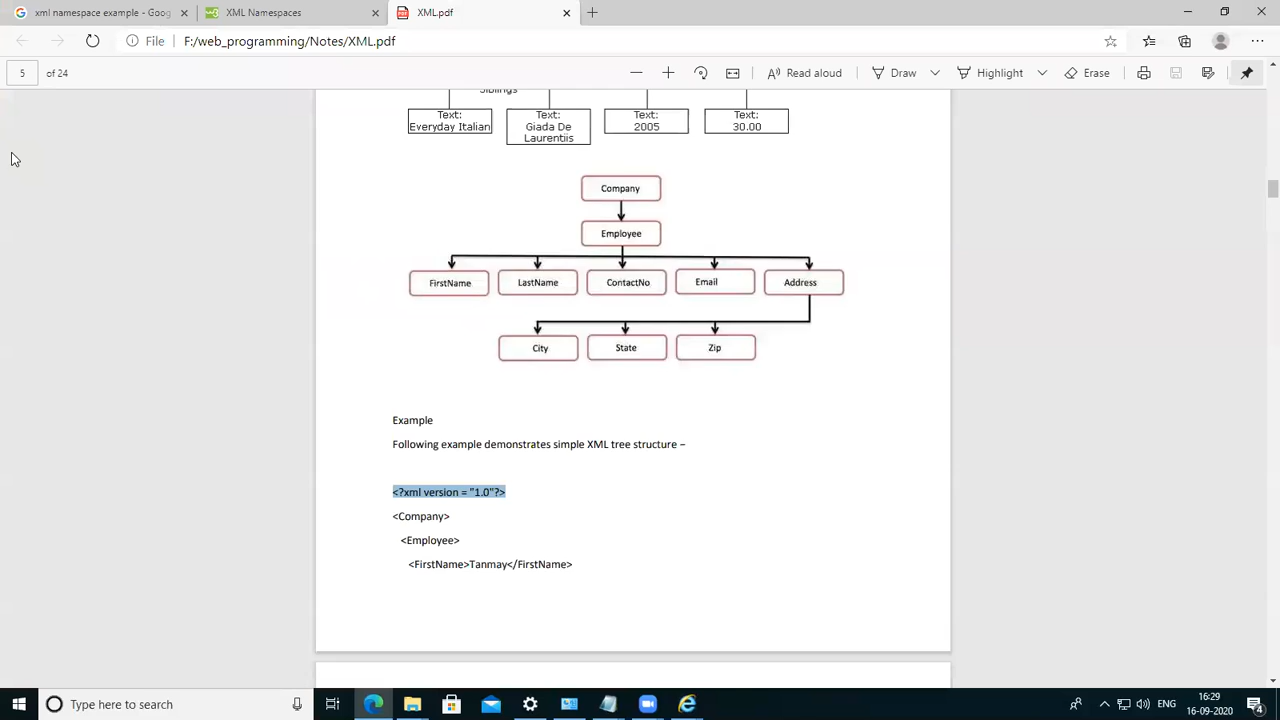 xml namespace example - Goog
XML Namespaces
XML.pdf
File
F:/web_programming/Notes/XML.pdf
5 of 24
Read aloud
Draw
Highlight
Erase
Siblings
Text:
Everyday Italian
Text:
Giada De
Laurentiis
Text:
2005
Text:
30.00
Company
Employee
FirstName
LastName
ContactNo
Email
Address
City
State
Zip
Example
Following example demonstrates simple XML tree structure −
<?xml version = "1.0"?>
<Company>
<Employee>
<FirstName>Tanmay</FirstName>
Type here to search
ENG
16:29
16-09-2020
4